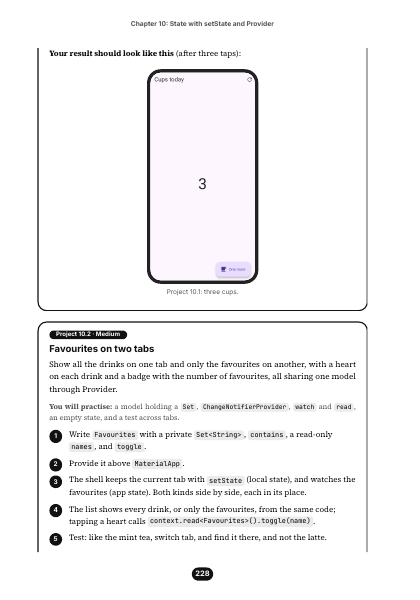 Chapter 10: State with setState and Provider
Your result should look like this (after three taps):
Cups today
3
One more
Project 10.1: three cups.
Project 10.2 · Medium
Favourites on two tabs
Show all the drinks on one tab and only the favourites on another, with a heart
on each drink and a badge with the number of favourites, all sharing one model
through Provider.
You will practise: a model holding a Set, ChangeNotifierProvider, watch and read,
an empty state, and a test across tabs.
1 Write Favourites with a private Set<String>, contains, a read-only
names, and toggle.
2 Provide it above MaterialApp.
3 The shell keeps the current tab with setState (local state), and watches the
favourites (app state). Both kinds side by side, each in its place.
4 The list shows every drink, or only the favourites, from the same code;
tapping a heart calls context.read<Favourites>().toggle(name).
5 Test: like the mint tea, switch tab, and find it there, and not the latte.
228